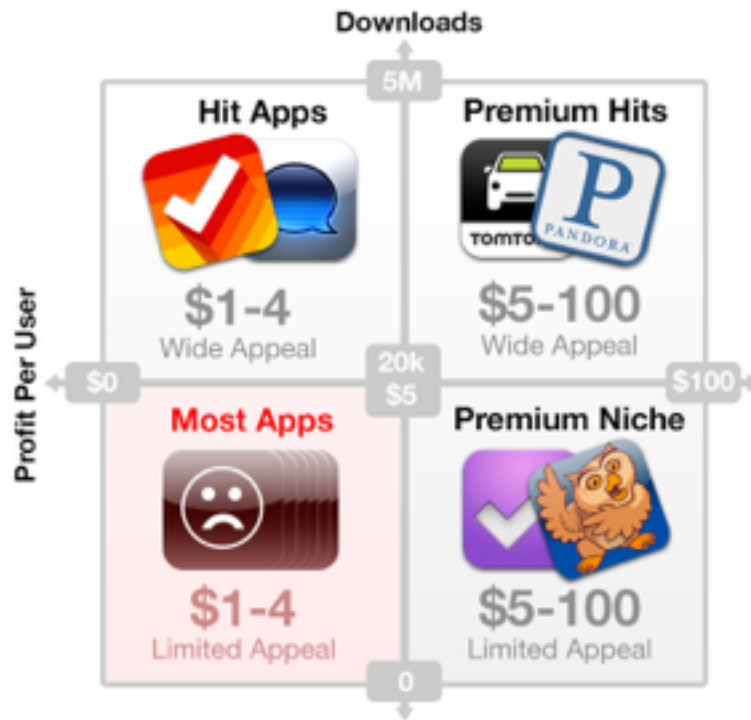 Downloads
5M
Hit Apps
Premium Hits
TOMTO
P
PANDORA
$1-4
Wide Appeal
$5-100
Wide Appeal
Profit Per User
$0
20k
$5
$100
Most Apps
Premium Niche
$1-4
Limited Appeal
$5-100
Limited Appeal
0